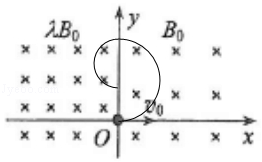 λB₀ y B₀
v₀
O x